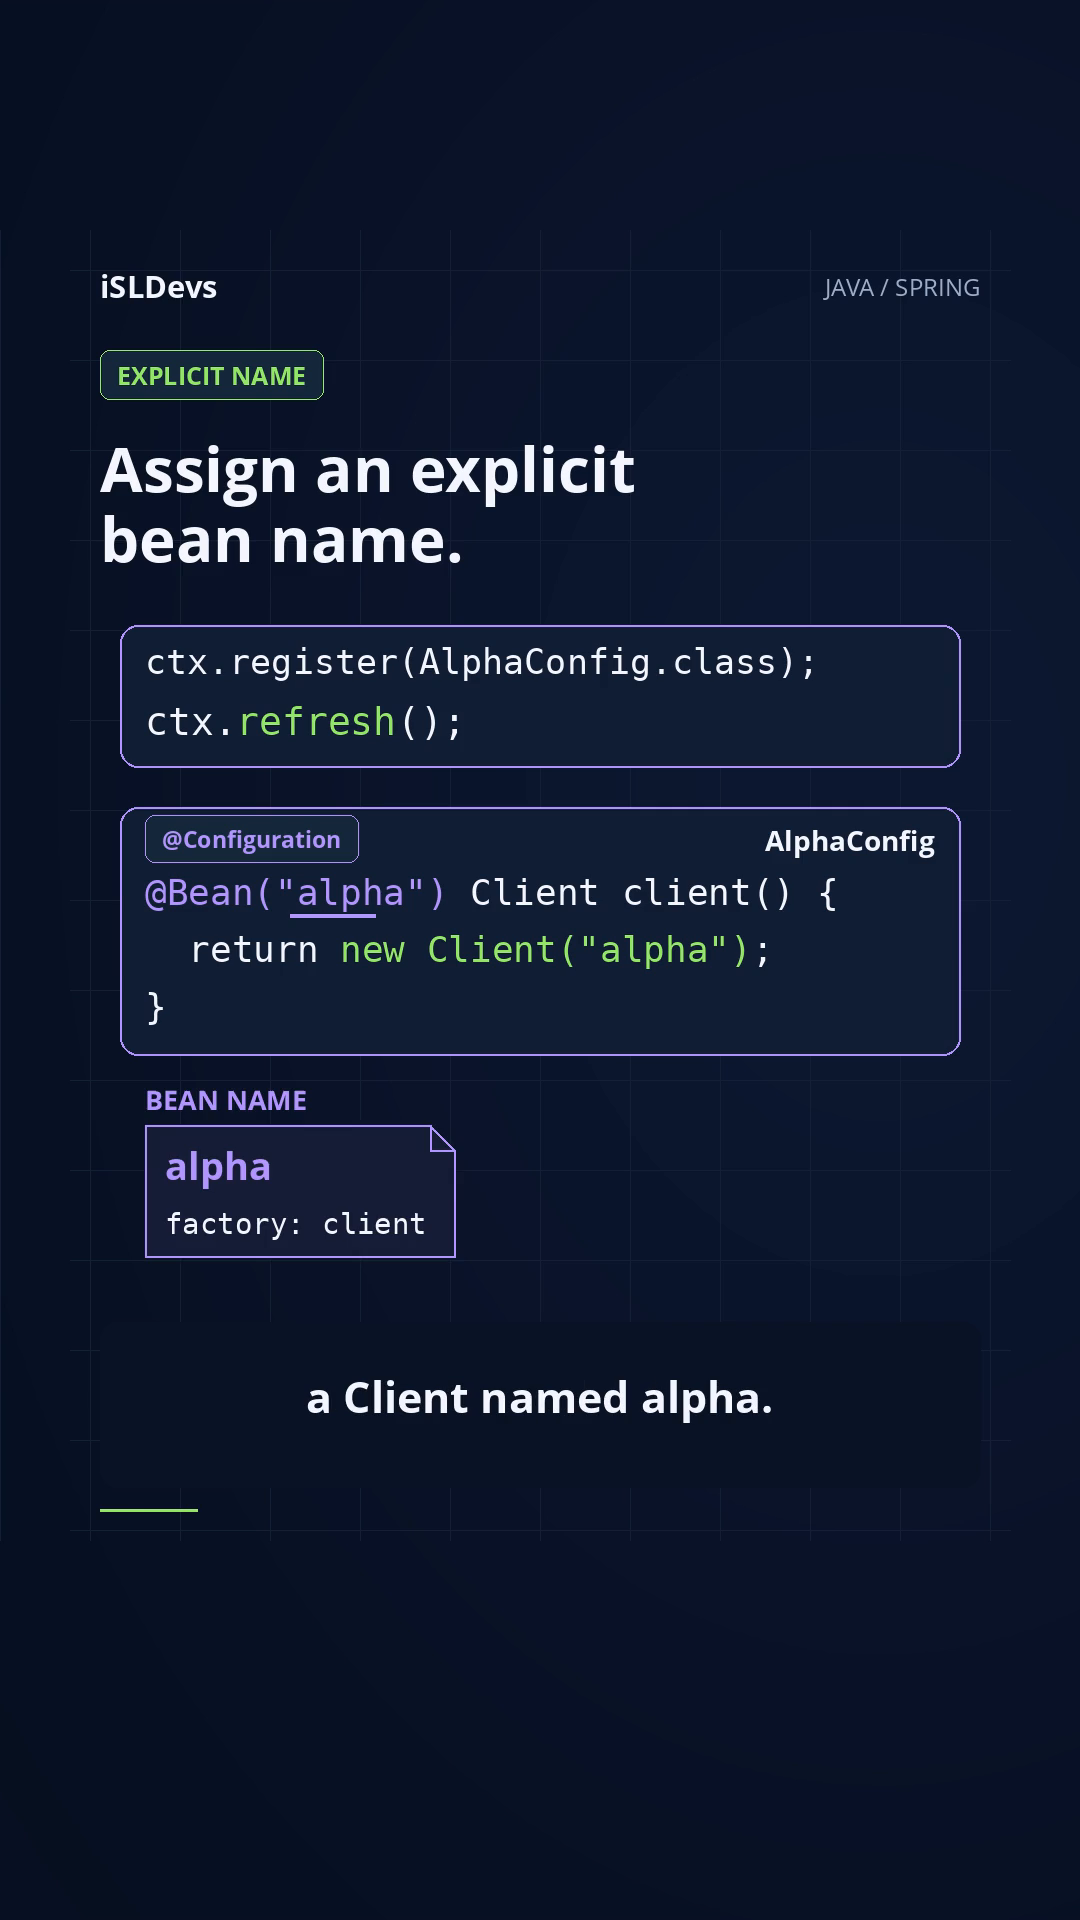 iSLDevs
JAVA / SPRING
EXPLICIT NAME
Assign an explicit
bean name.
ctx.register(AlphaConfig.class);
ctx.refresh();
@Configuration
AlphaConfig
@Bean("alpha") Client client() {
  return new Client("alpha");
}
BEAN NAME
alpha
factory: client
a Client named alpha.